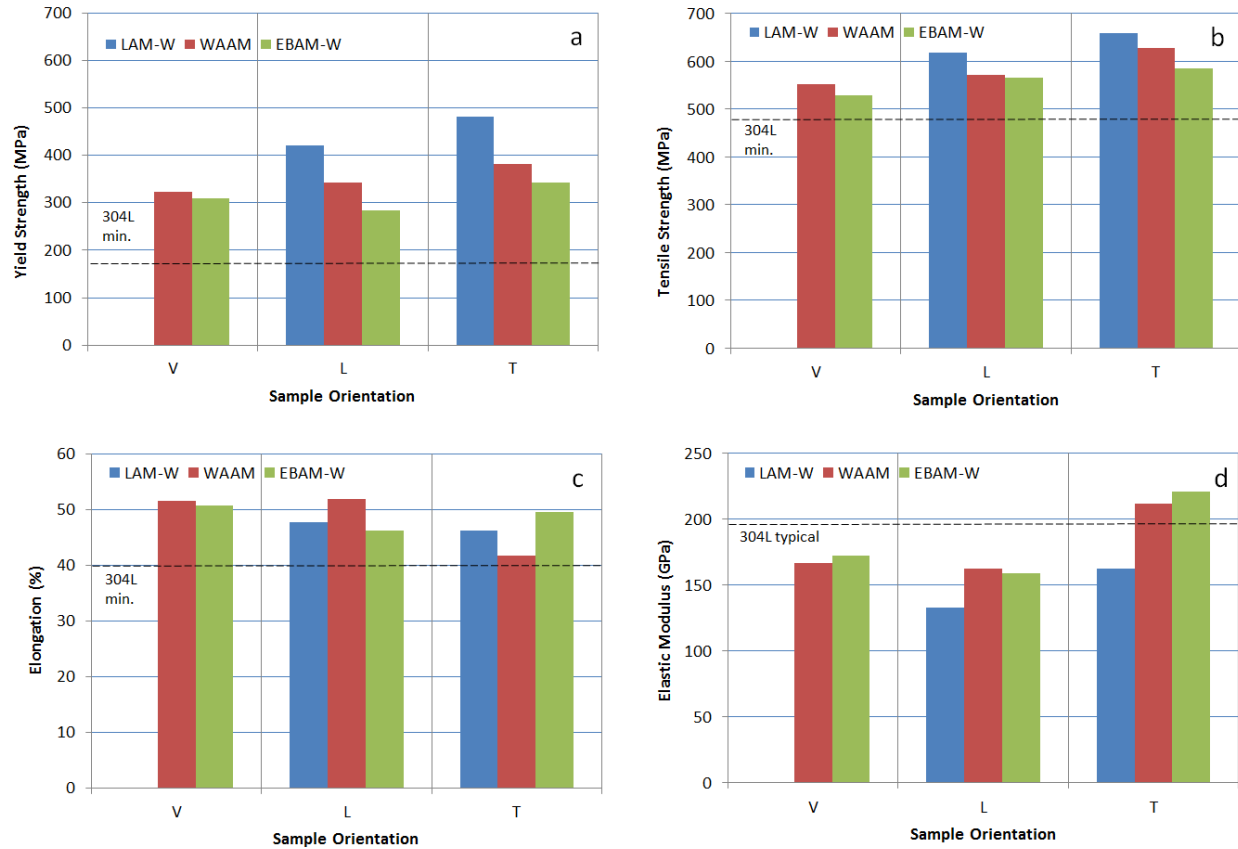 700
600
500
400
300
200
100
0
Yield Strength (MPa)
LAM-W WAAM EBAM-W
a
304L
min.
V L T
Sample Orientation
700
600
500
400
300
200
100
0
Tensile Strength (MPa)
LAM-W WAAM EBAM-W
b
304L
min.
V L T
Sample Orientation
60
50
40
30
20
10
0
Elongation (%)
LAM-W WAAM EBAM-W
c
304L
min.
V L T
Sample Orientation
250
200
150
100
50
0
Elastic Modulus (GPa)
LAM-W WAAM EBAM-W
d
304L typical
V L T
Sample Orientation